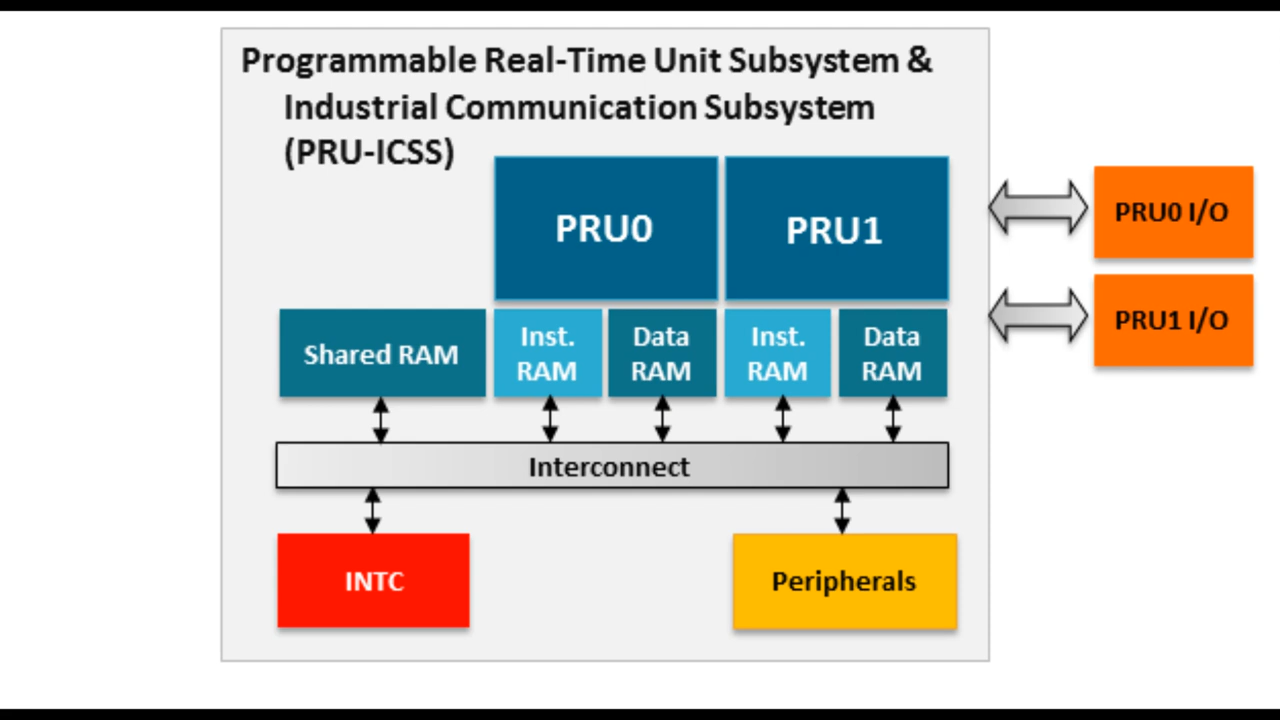 Programmable Real-Time Unit Subsystem &
Industrial Communication Subsystem
(PRU-ICSS)
PRU0
PRU1
PRU0 I/O
PRU1 I/O
Shared RAM
Inst.
RAM
Data
RAM
Inst.
RAM
Data
RAM
Interconnect
INTC
Peripherals